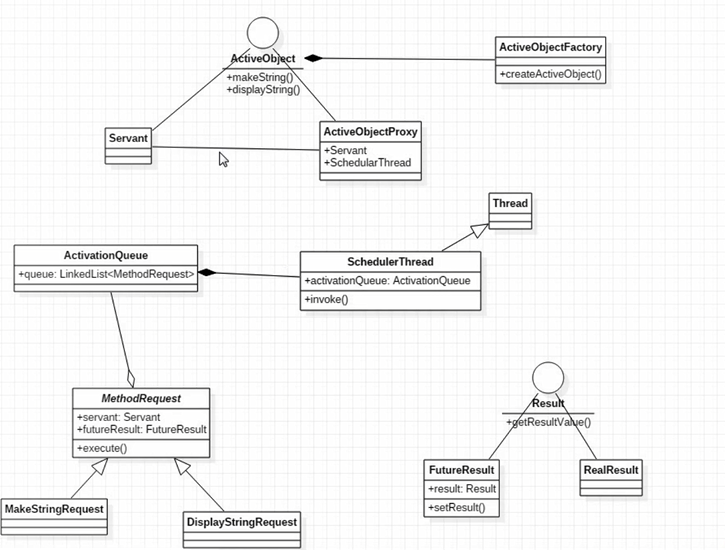 ActiveObject
+makeString()
+displayString()
ActiveObjectFactory
+createActiveObject()
Servant
ActiveObjectProxy
+Servant
+SchedularThread
Thread
ActivationQueue
+queue: LinkedList<MethodRequest>
SchedulerThread
+activationQueue: ActivationQueue
+invoke()
MethodRequest
+servant: Servant
+futureResult: FutureResult
+execute()
Result
+getResultValue()
FutureResult
+result: Result
+setResult()
RealResult
MakeStringRequest
DisplayStringRequest